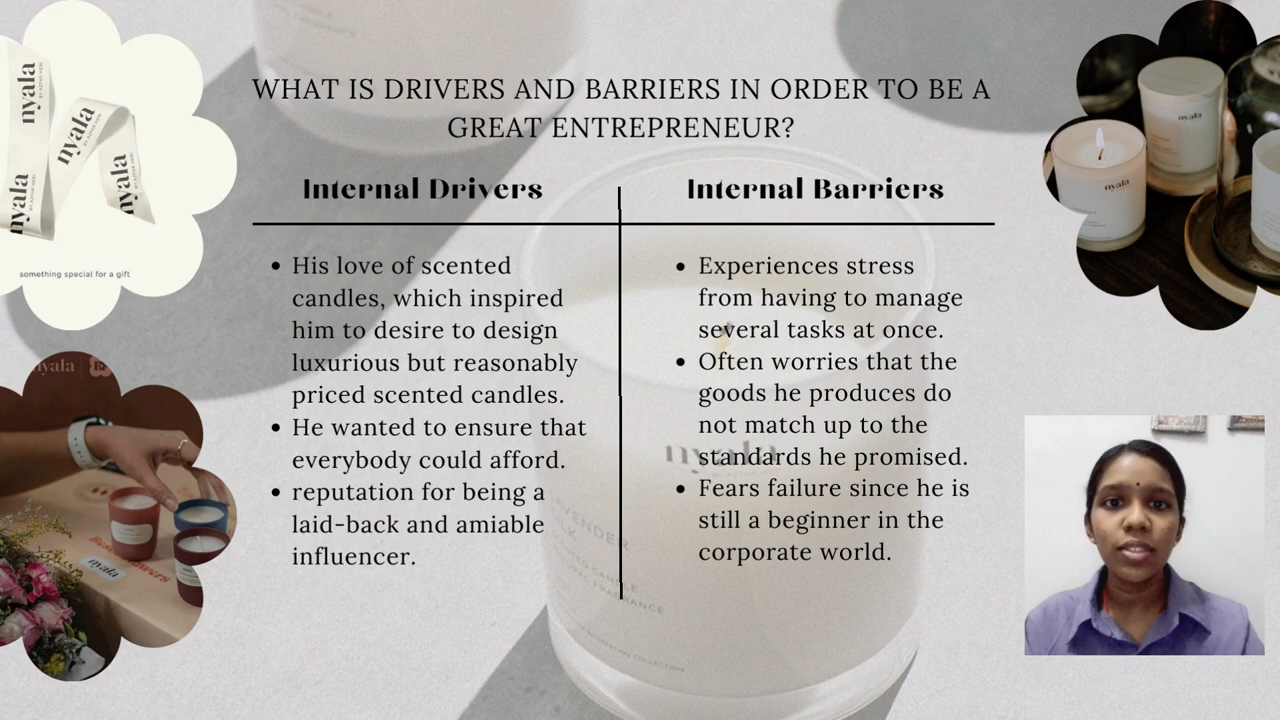 WHAT IS DRIVERS AND BARRIERS IN ORDER TO BE A
GREAT ENTREPRENEUR?
Internal Drivers
His love of scented
candles, which inspired
him to desire to design
luxurious but reasonably
priced scented candles.
He wanted to ensure that
everybody could afford.
reputation for being a
laid-back and amiable
influencer.
Internal Barriers
Experiences stress
from having to manage
several tasks at once.
Often worries that the
goods he produces do
not match up to the
standards he promised.
Fears failure since he is
still a beginner in the
corporate world.
nyala
nyala
nyala
nyala
something special for a gift
nyala
nyala
nyala
nyala
nyala